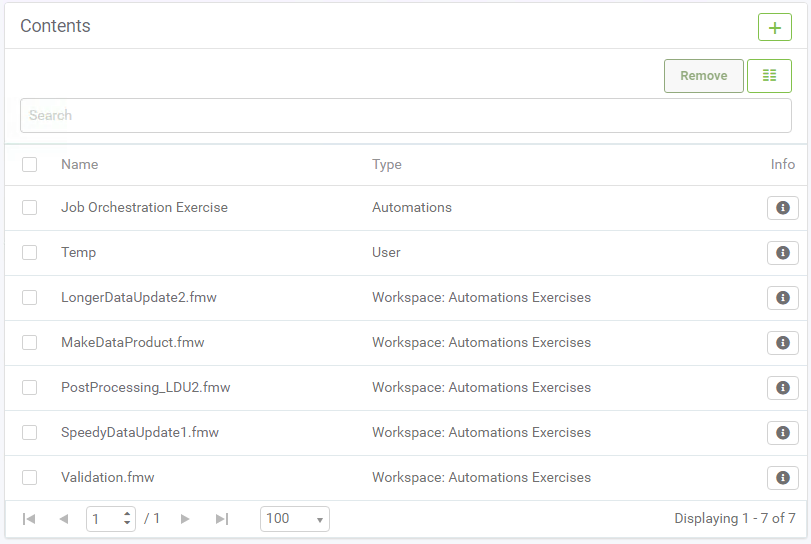 Contents
Remove
Search
Name Type Info
Job Orchestration Exercise Automations
Temp User
LongerDataUpdate2.fmw Workspace: Automations Exercises
MakeDataProduct.fmw Workspace: Automations Exercises
PostProcessing_LDU2.fmw Workspace: Automations Exercises
SpeedyDataUpdate1.fmw Workspace: Automations Exercises
Validation.fmw Workspace: Automations Exercises
1 / 1 100 Displaying 1 - 7 of 7